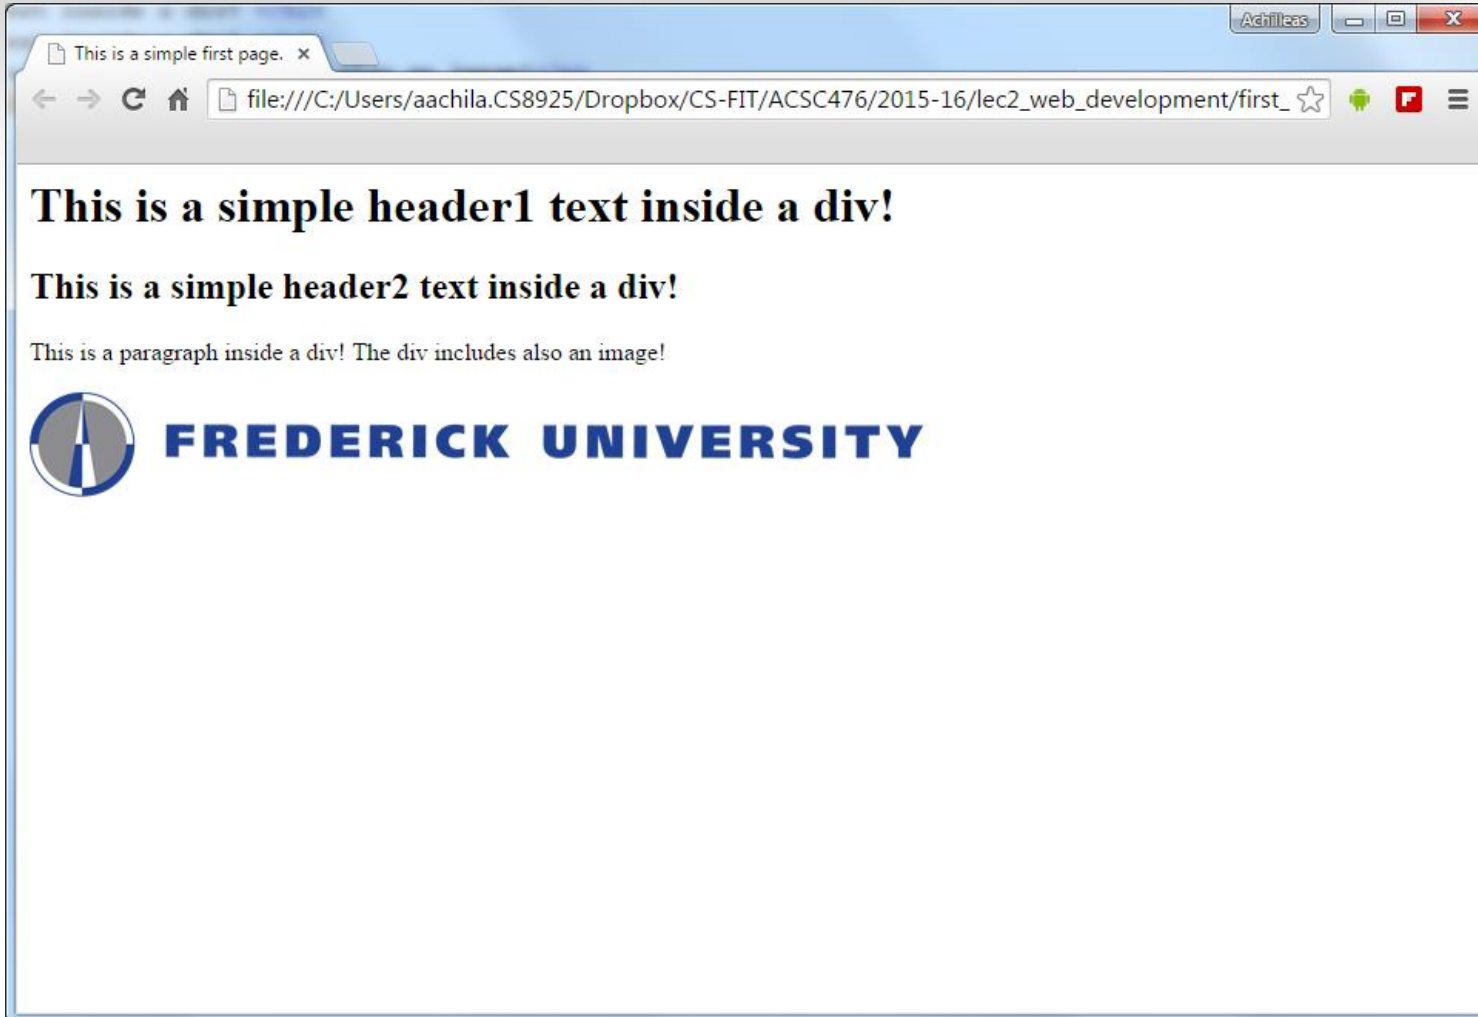 Achilleas
This is a simple first page.
file:///C:/Users/aachila.CS8925/Dropbox/CS-FIT/ACSC476/2015-16/lec2_web_development/first_
This is a simple header1 text inside a div!
This is a simple header2 text inside a div!
This is a paragraph inside a div! The div includes also an image!
FREDERICK UNIVERSITY